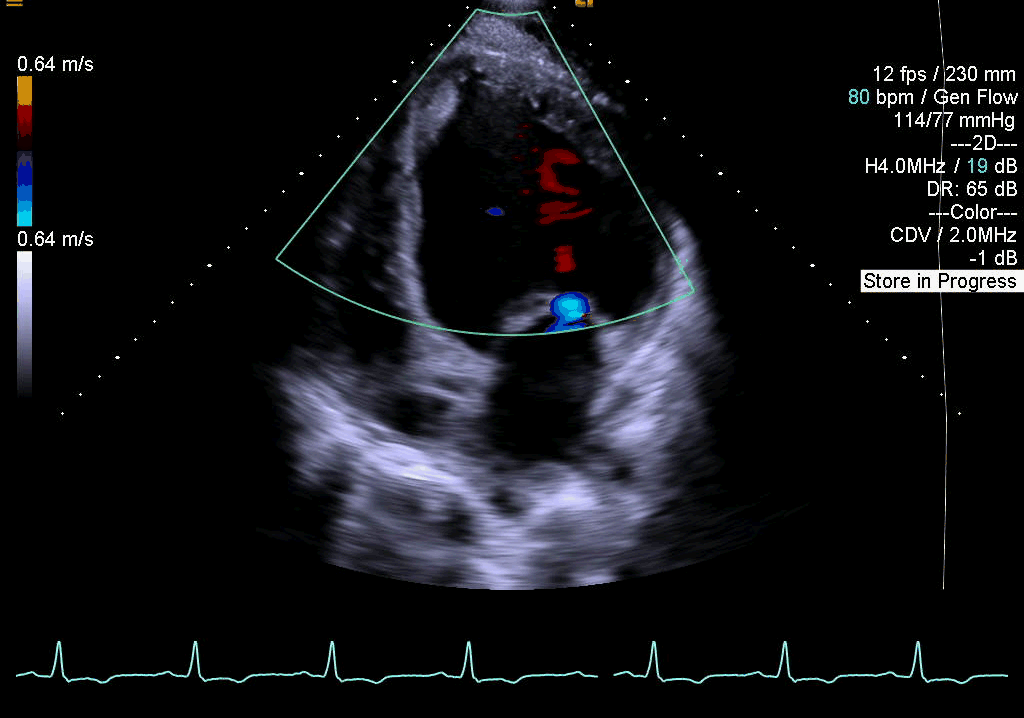 0.64 m/s
0.64 m/s
12 fps / 230 mm
80 bpm / Gen Flow
114/77 mmHg
---2D---
H4.0MHz / 19 dB
DR: 65 dB
---Color---
CDV / 2.0MHz
-1 dB
Store in Progress